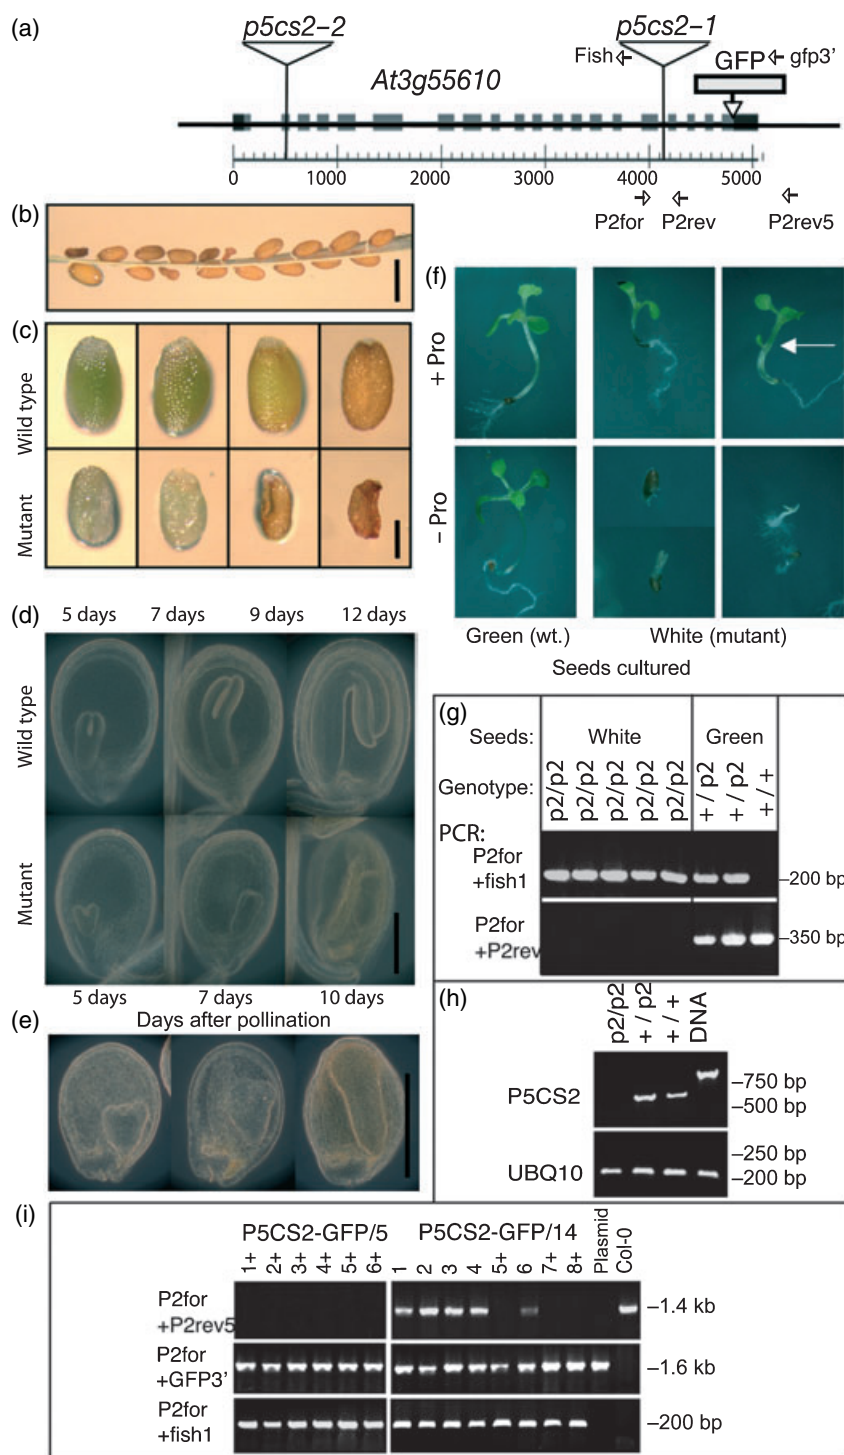 (a)
p5cs2–2
p5cs2–1
Fish
GFP
gfp3'
At3g55610
0 1000 2000 3000 4000 5000
P2for P2rev P2rev5
(b)
(c)
Wild type
Mutant
(d)
5 days 7 days 9 days 12 days
Wild type
Mutant
5 days 7 days 10 days
Days after pollination
(e)
(f)
+ Pro
– Pro
Green (wt.) White (mutant)
Seeds cultured
(g)
Seeds: White Green
Genotype: p2/p2 p2/p2 p2/p2 p2/p2 p2/p2 +/p2 +/p2 +/+
PCR:
P2for
+fish1
–200 bp
P2for
+P2rev
–350 bp
(h)
p2/p2 +/p2 +/+ DNA
P5CS2
–750 bp
–500 bp
UBQ10
–250 bp
–200 bp
(i)
P5CS2-GFP/5 P5CS2-GFP/14
1+ 2+ 3+ 4+ 5+ 6+ 1 2 3 4 5+ 6 7+ 8+ Plasmid Col-0
P2for
+P2rev5
–1.4 kb
P2for
+GFP3'
–1.6 kb
P2for
+fish1
–200 bp